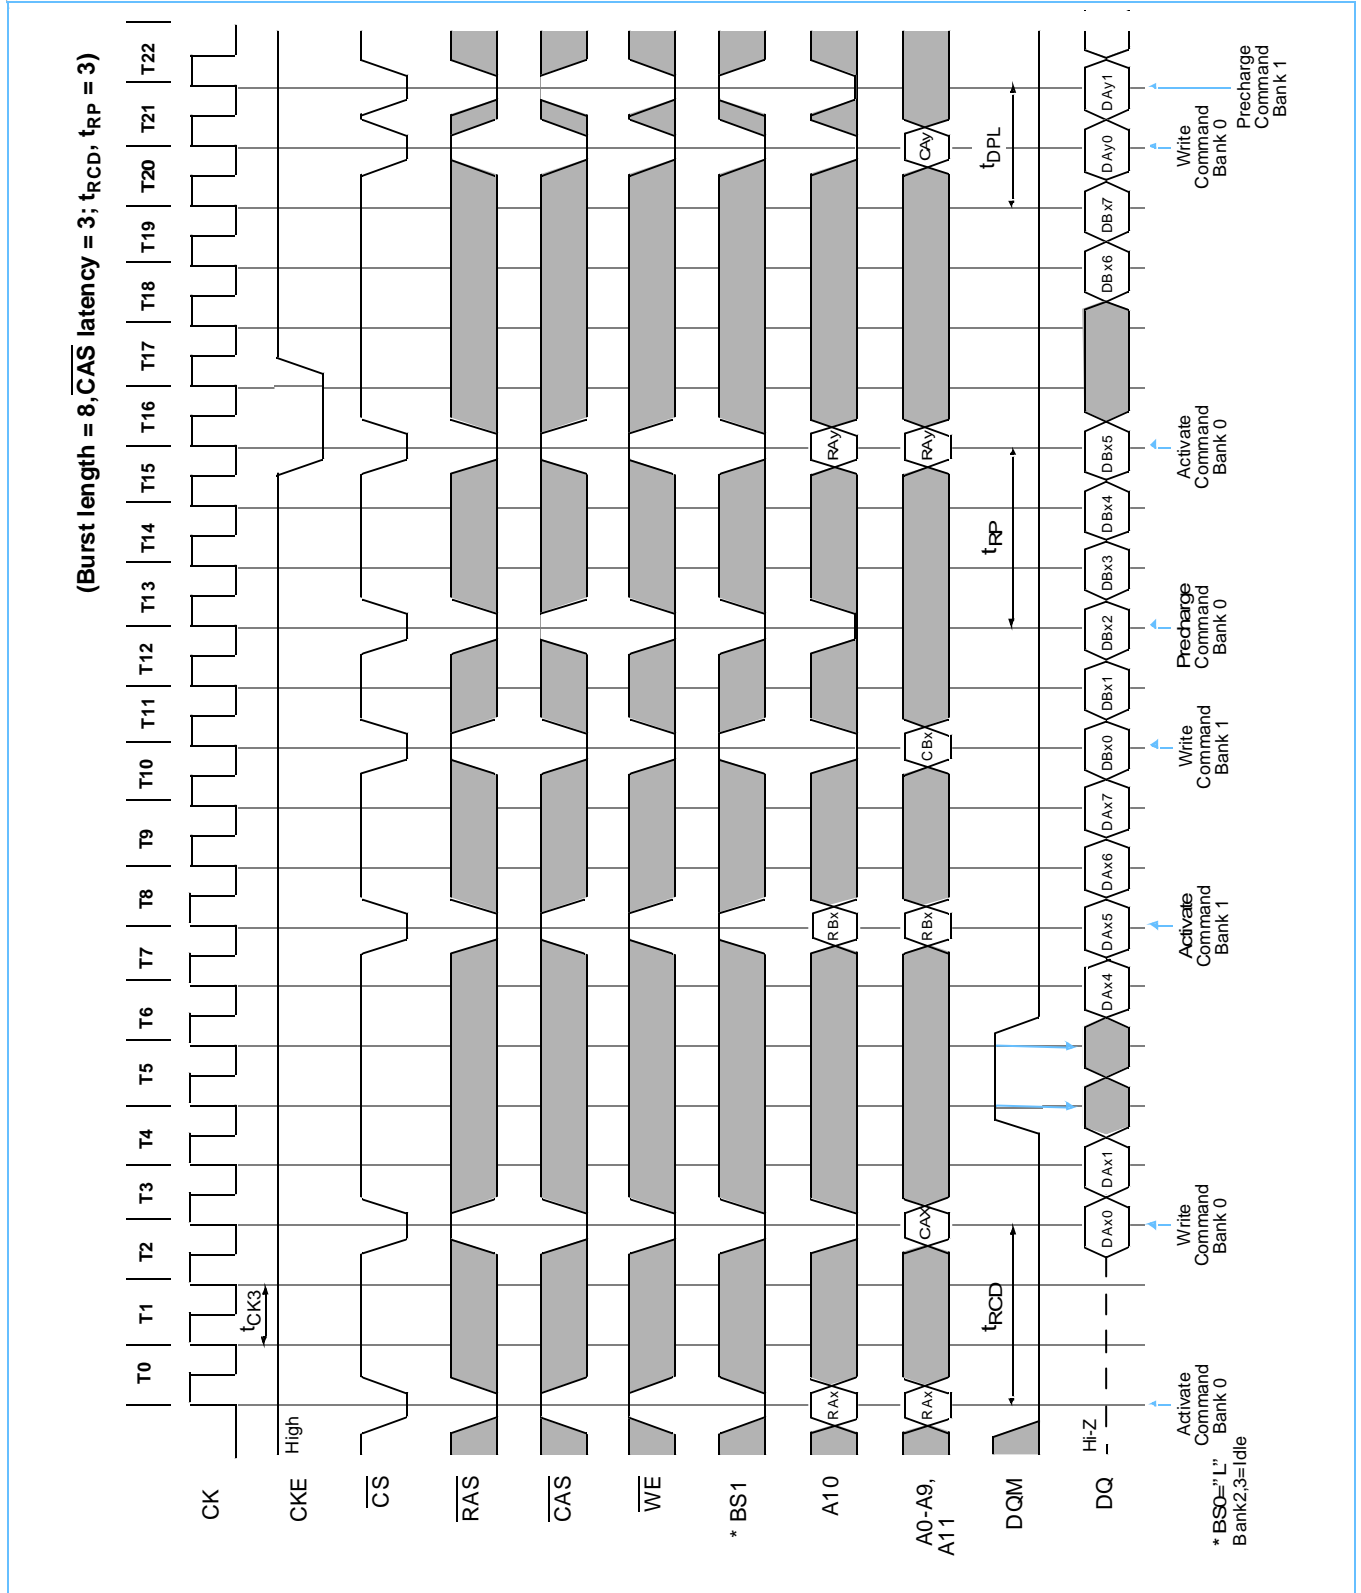 (Burst length = 8, CAS latency = 3; tRCD, tRP = 3)
T0 T1 T2 T3 T4 T5 T6 T7 T8 T9 T10 T11 T12 T13 T14 T15 T16 T17 T18 T19 T20 T21 T22
CK
tCK3
CKE
High
CS
RAS
CAS
WE
* BS1
A10
RAx RBx RAy
A0-A9,
A11
RAx CAX RBx CBx RAy CAy
DQM
tRCD tRP tDPL
DQ
Hi-Z
DAx0 DAx1 DAx4 DAx5 DAx6 DAx7 DBx0 DBx1 DBx2 DBx3 DBx4 DBx5 DBx6 DBx7 DAy0 DAy1
Activate
Command
Bank 0
Write
Command
Bank 0
Activate
Command
Bank 1
Write
Command
Bank 1
Precharge
Command
Bank 0
Activate
Command
Bank 0
Write
Command
Bank 0
Precharge
Command
Bank 1
* BS0="L"
Bank2,3=Idle